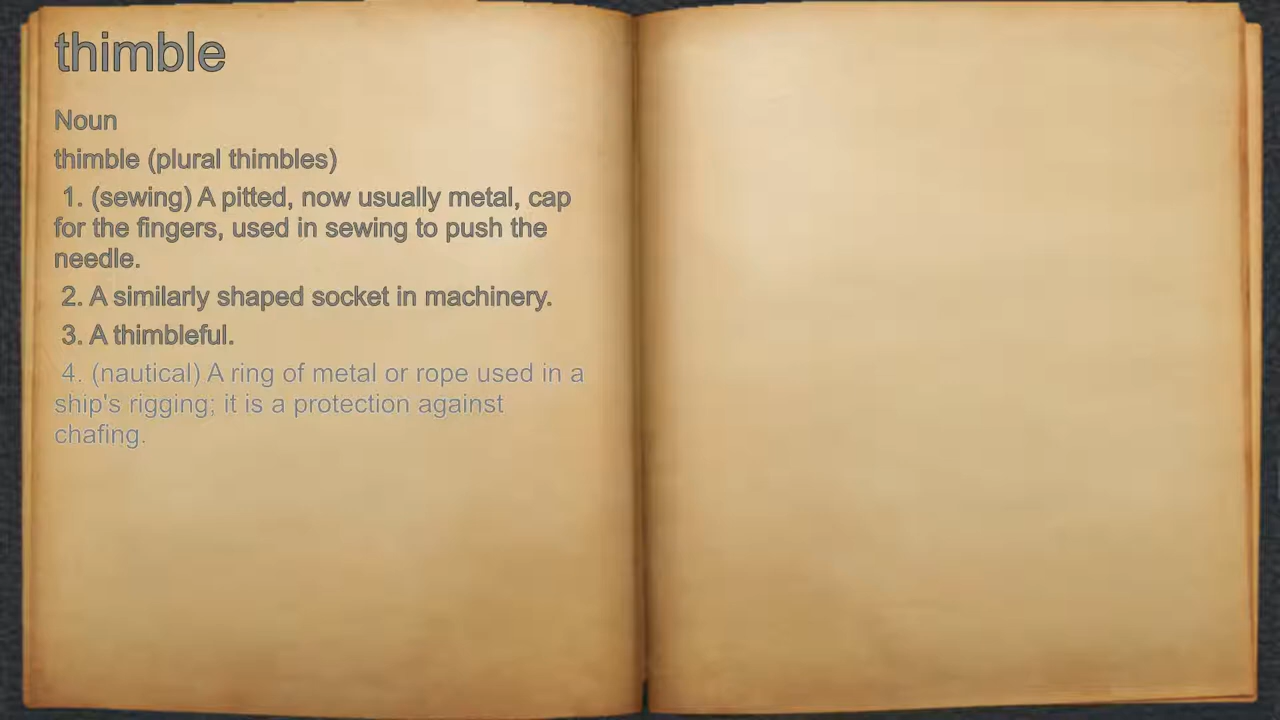 thimble
Noun
thimble (plural thimbles)
1. (sewing) A pitted, now usually metal, cap
for the fingers, used in sewing to push the
needle.
2. A similarly shaped socket in machinery.
3. A thimbleful.
4. (nautical) A ring of metal or rope used in a
ship's rigging; it is a protection against
chafing.